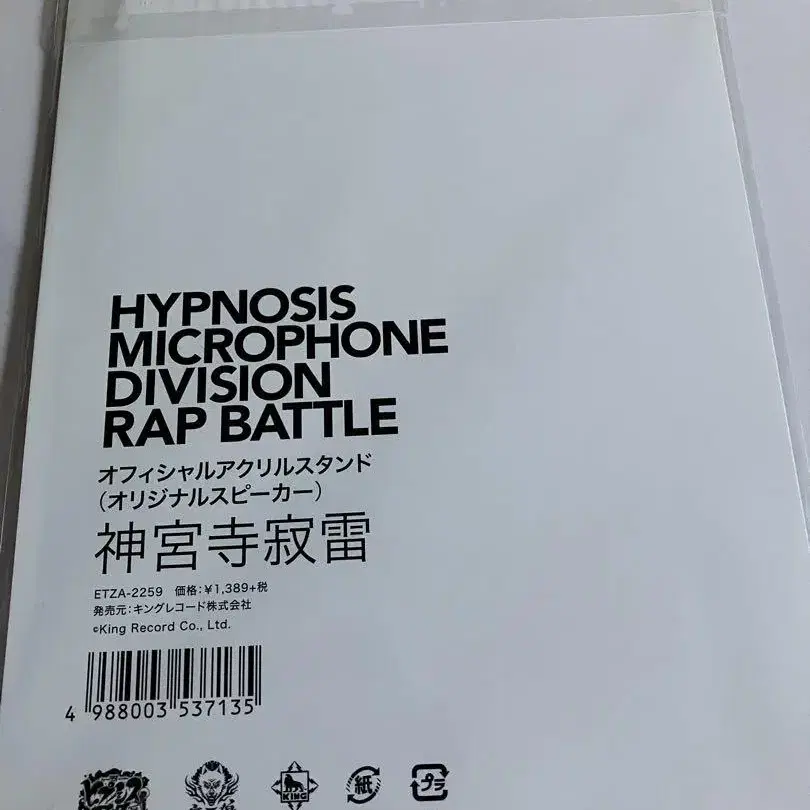 HYPNOSIS
MICROPHONE
DIVISION
RAP BATTLE
オフィシャルアクリルスタンド
（オリジナルスピーカー）
神宮寺寂雷
ETZA-2259 価格：￥1,389+税
発売元：キングレコード株式会社
©King Record Co., Ltd.
4 988003 537135
KING 紙 プラ